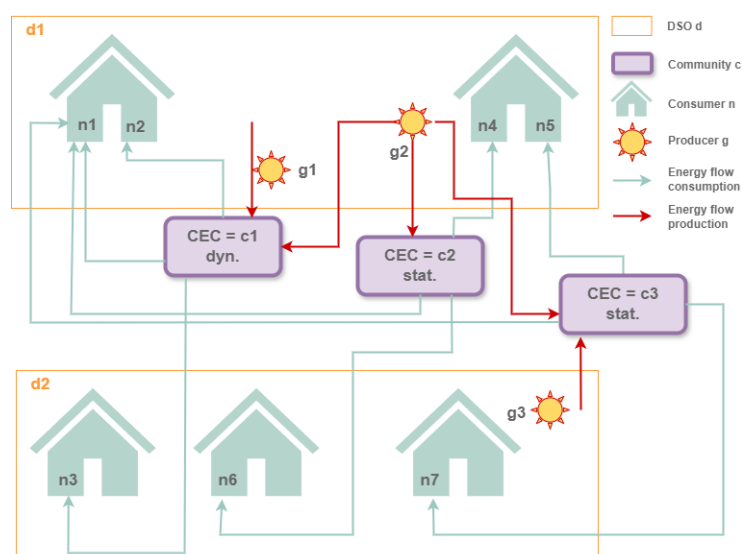 d1
n1
n2
g1
g2
n4
n5
CEC = c1
dyn.
CEC = c2
stat.
CEC = c3
stat.
d2
n3
n6
n7
g3
DSO d
Community c
Consumer n
Producer g
Energy flow
consumption
Energy flow
production